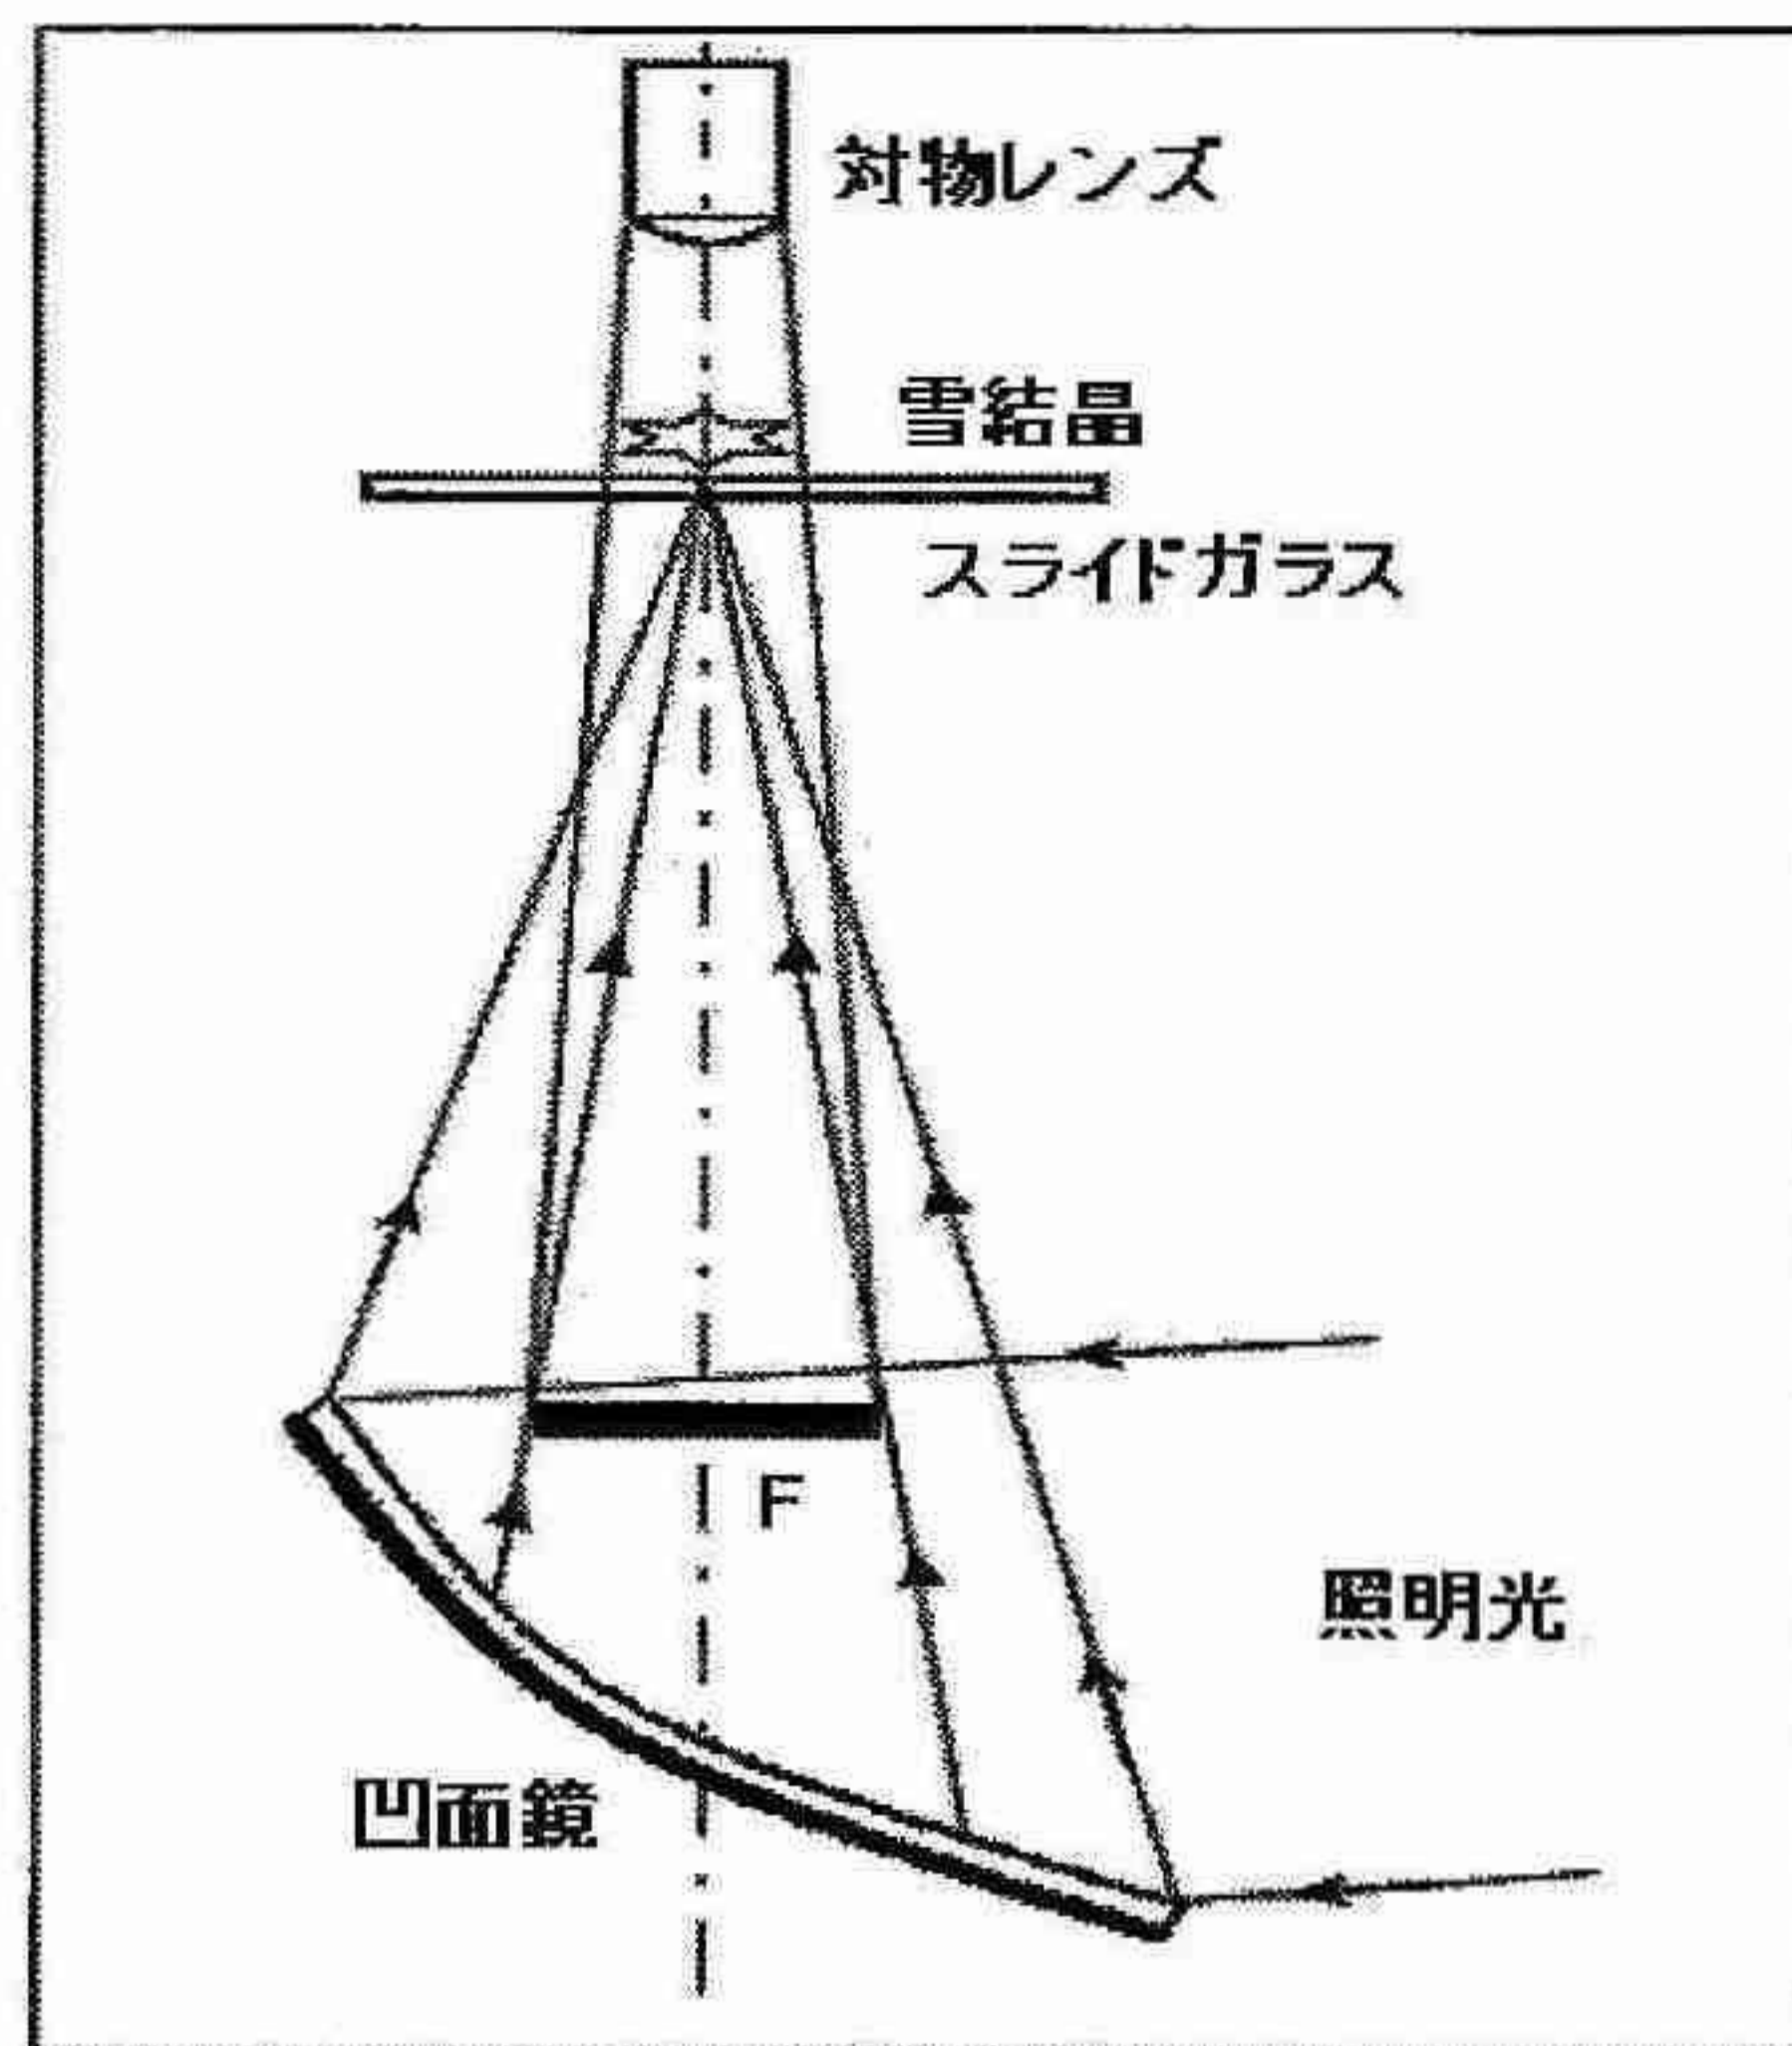 対物レンズ
雪結晶
スライドガラス
F
照明光
凹面鏡